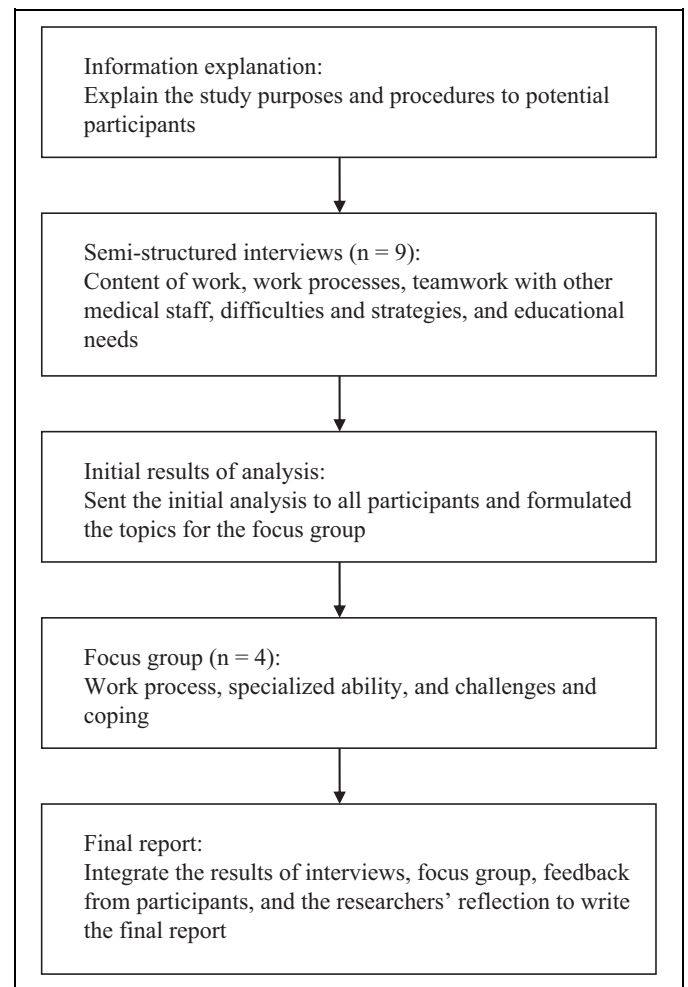 Information explanation:
Explain the study purposes and procedures to potential
participants
Semi-structured interviews (n = 9):
Content of work, work processes, teamwork with other
medical staff, difficulties and strategies, and educational
needs
Initial results of analysis:
Sent the initial analysis to all participants and formulated
the topics for the focus group
Focus group (n = 4):
Work process, specialized ability, and challenges and
coping
Final report:
Integrate the results of interviews, focus group, feedback
from participants, and the researchers’ reflection to write
the final report